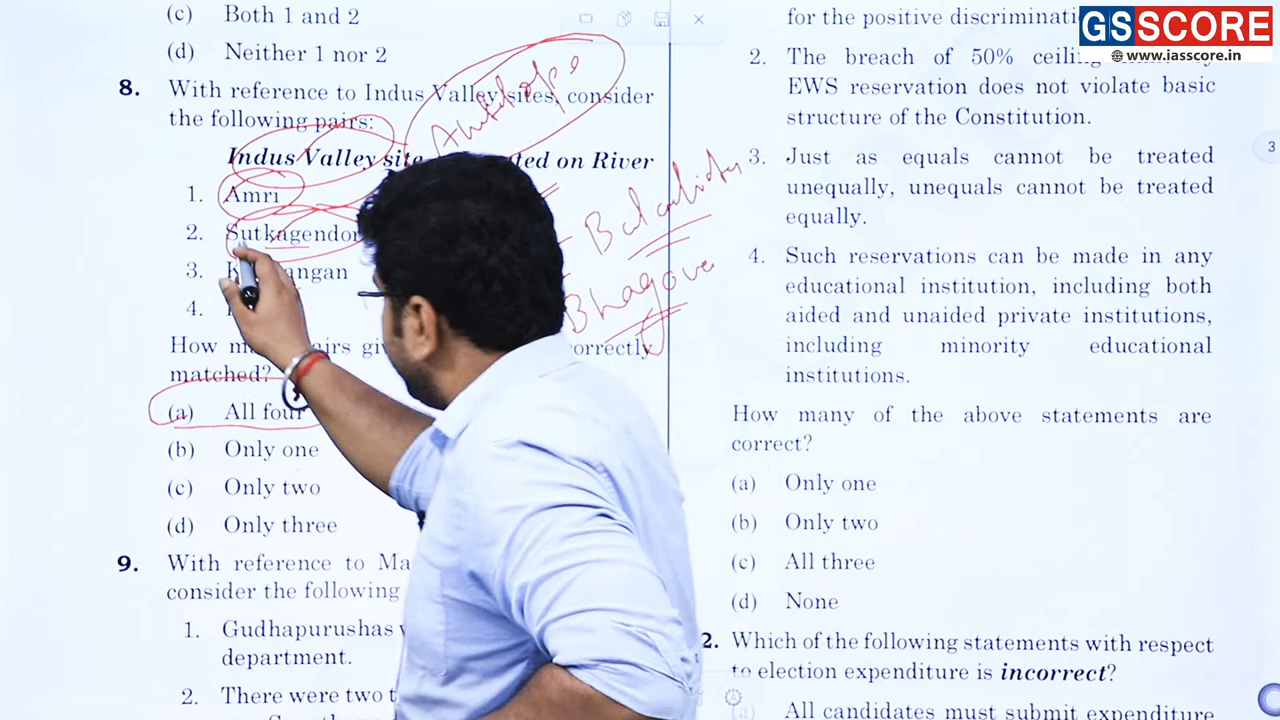 (c) Both 1 and 2
(d) Neither 1 nor 2
8. With reference to Indus Valley sites, consider
the following pairs:
Indus Valley site ted on River
1. Amri
2. Sutkagendor
3. angan
4.
How m airs gi orrectly
matched?
(a) All four
(b) Only one
(c) Only two
(d) Only three
9. With reference to Ma
consider the following
1. Gudhapurushas
department.
2. There were two t
Antelope
Baluchistan
Bhagove
for the positive discriminati
2. The breach of 50% ceiling
EWS reservation does not violate basic
structure of the Constitution.
3. Just as equals cannot be treated
unequally, unequals cannot be treated
equally.
4. Such reservations can be made in any
educational institution, including both
aided and unaided private institutions,
including minority educational
institutions.
How many of the above statements are
correct?
(a) Only one
(b) Only two
(c) All three
(d) None
2. Which of the following statements with respect
to election expenditure is incorrect?
(a) All candidates must submit expenditure
GSSCORE
www.iasscore.in
3